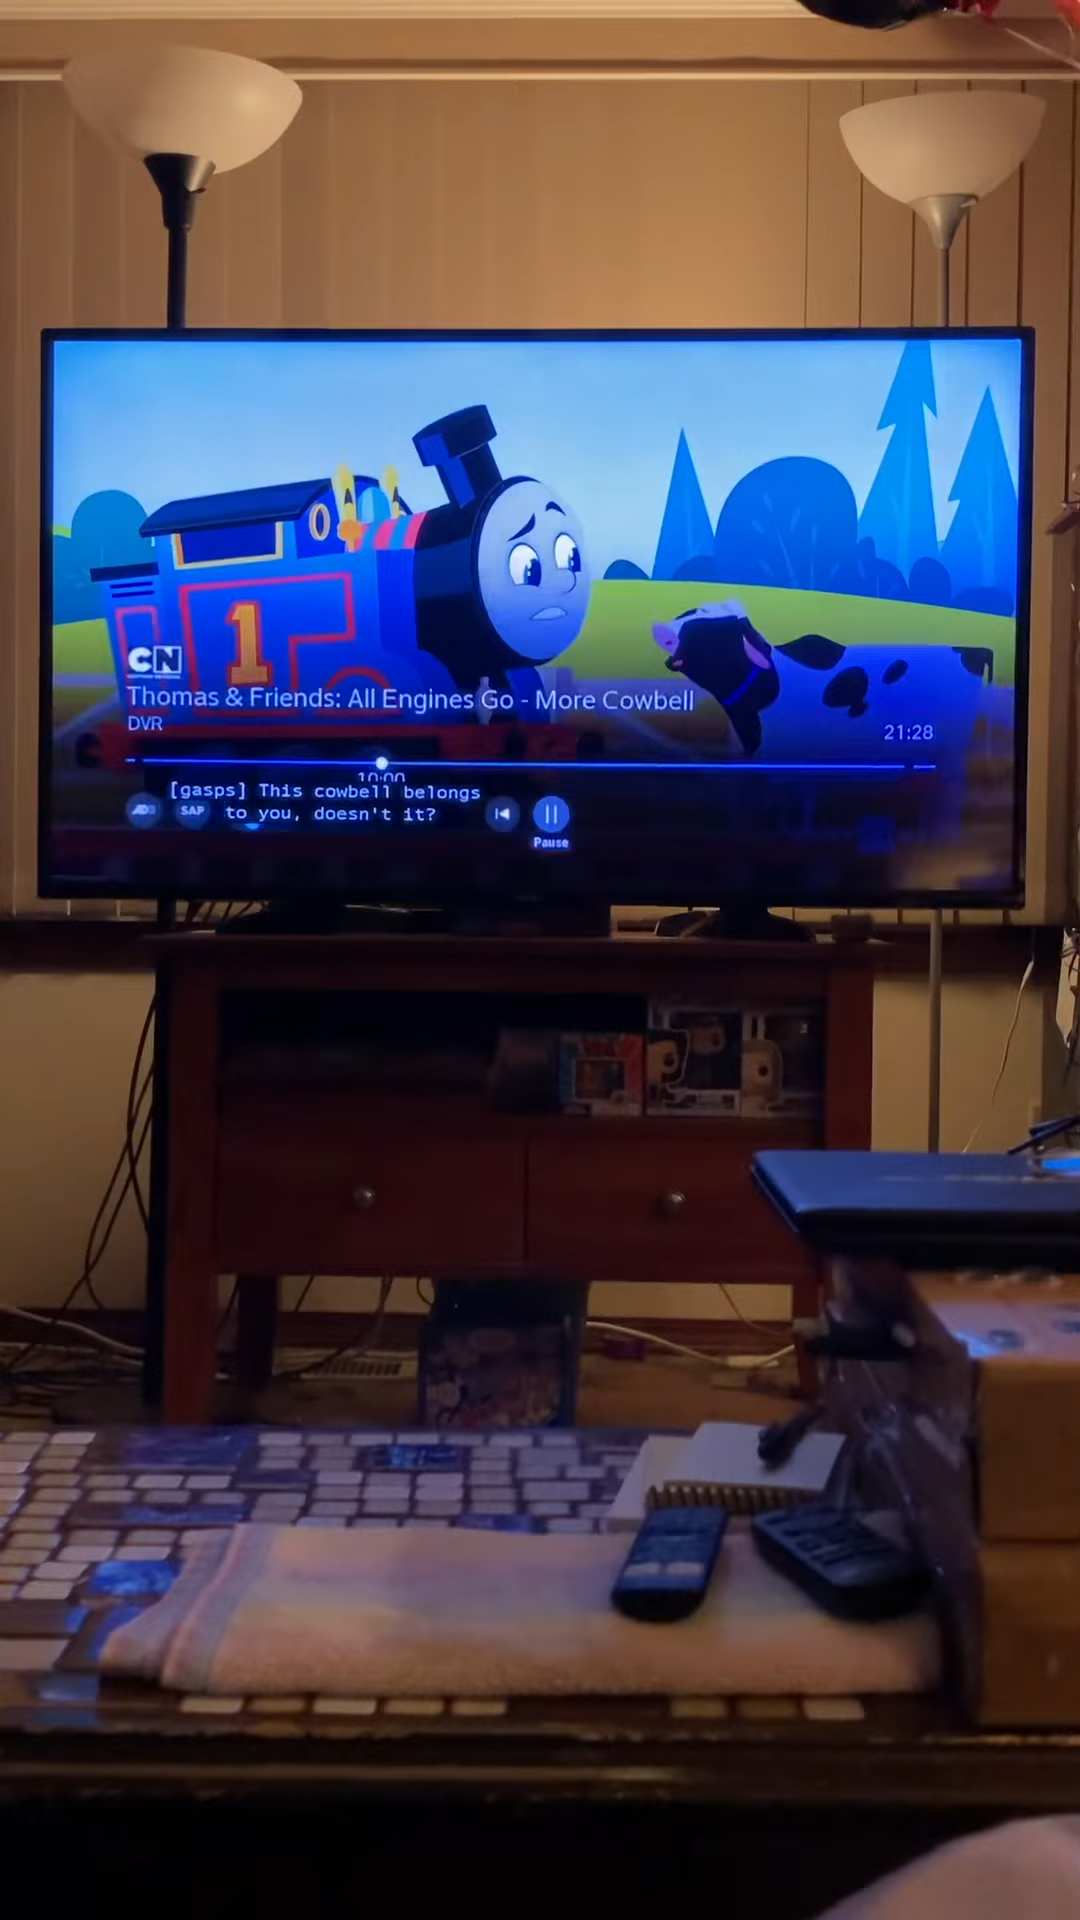 1
CN
Thomas & Friends: All Engines Go - More Cowbell
DVR
21:28
10:00
[gasps] This cowbell belongs
to you, doesn't it?
AD
SAP
Pause